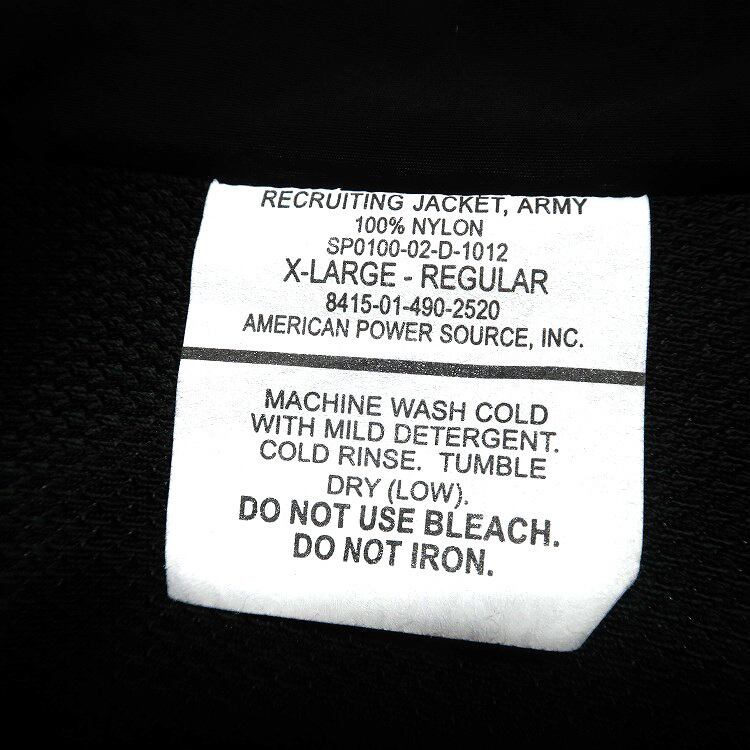 RECRUITING JACKET, ARMY
100% NYLON
SP0100-02-D-1012
X-LARGE - REGULAR
8415-01-490-2520
AMERICAN POWER SOURCE, INC.
MACHINE WASH COLD
WITH MILD DETERGENT.
COLD RINSE. TUMBLE
DRY (LOW).
DO NOT USE BLEACH.
DO NOT IRON.